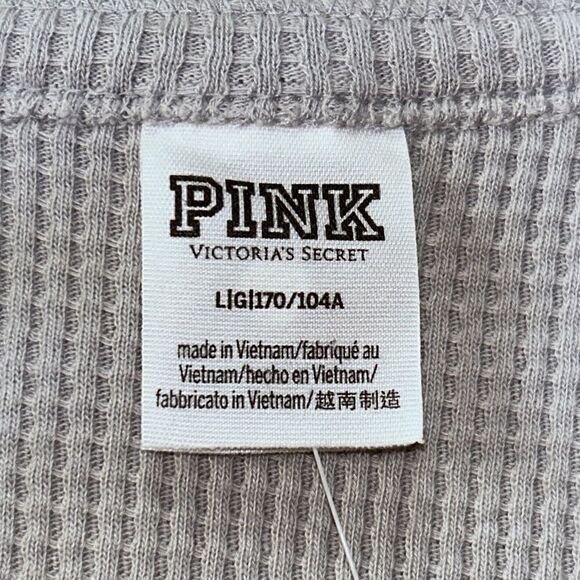 PINK
VICTORIA'S SECRET
L|G|170/104A
made in Vietnam/fabriqué au
Vietnam/hecho en Vietnam/
fabbricato in Vietnam/越南制造